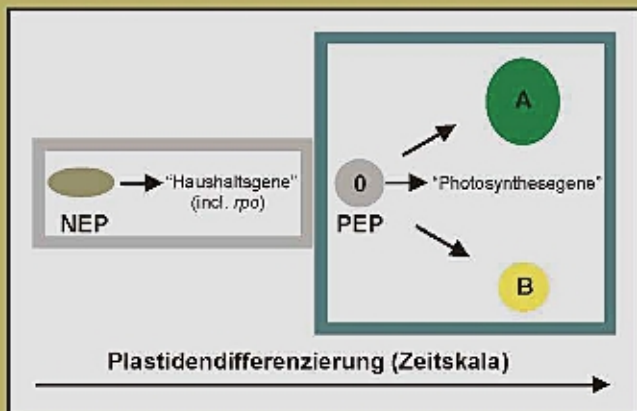 A
0
"Haushaltsgene"
"Photosynthesegene"
(incl. rpo)
NEP
PEP
B
Plastidendifferenzierung (Zeitskala)